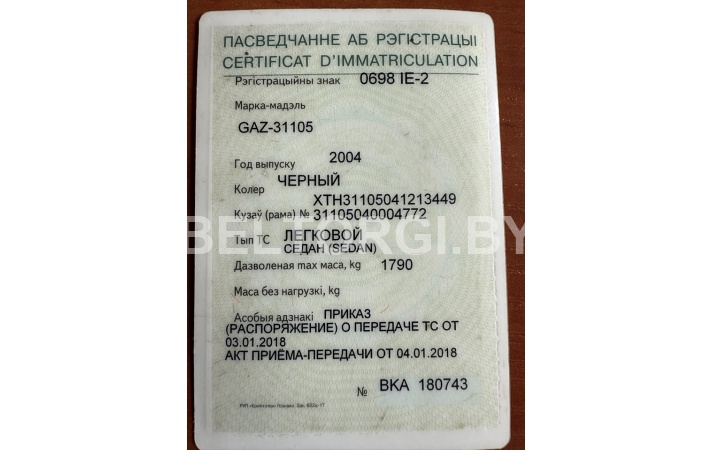 ПАСВЕДЧАННЕ АБ РЭГІСТРАЦЫІ
CERTIFICAT D'IMMATRICULATION
Рэгістрацыйны знак 0698 IE-2
Марка-мадэль
GAZ-31105
Год выпуску 2004
Колер ЧЕРНЫЙ
XTH31105041213449
Кузаў (рама) № 31105040004772
BELTORGI.BY
Тып ТС ЛЕГКОВОЙ
СЕДАН (SEDAN)
Дазволеная max маса, kg 1790
Маса без нагрузкі, kg
Асобыя адзнакі ПРИКАЗ
(РАСПОРЯЖЕНИЕ) О ПЕРЕДАЧЕ ТС ОТ
03.01.2018
АКТ ПРИЁМА-ПЕРЕДАЧИ ОТ 04.01.2018
№ BKA 180743